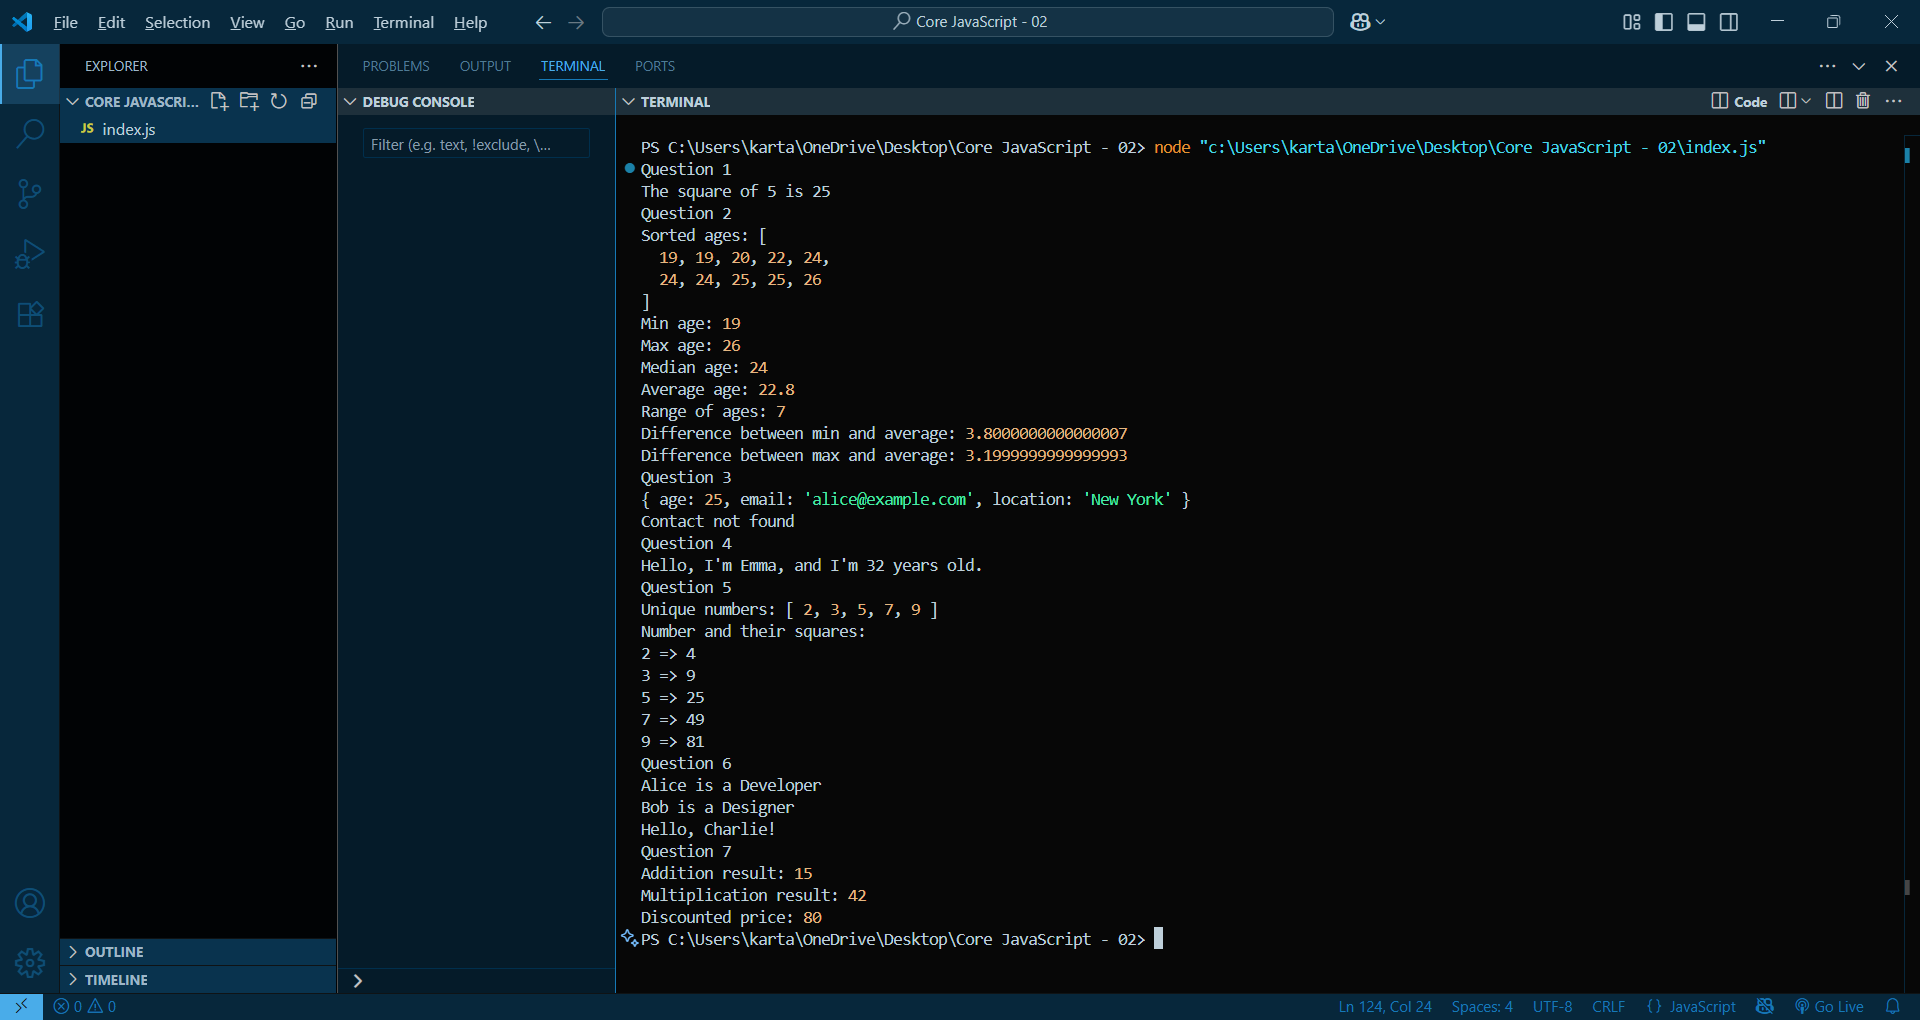 File Edit Selection View Go Run Terminal Help
Core JavaScript - 02
EXPLORER
CORE JAVASCRI...
JS index.js
OUTLINE
TIMELINE
PROBLEMS OUTPUT TERMINAL PORTS
DEBUG CONSOLE
Filter (e.g. text, !exclude, \...
TERMINAL
Code
PS C:\Users\karta\OneDrive\Desktop\Core JavaScript - 02> node "c:\Users\karta\OneDrive\Desktop\Core JavaScript - 02\index.js"
Question 1
The square of 5 is 25
Question 2
Sorted ages: [
  19, 19, 20, 22, 24,
  24, 24, 25, 25, 26
]
Min age: 19
Max age: 26
Median age: 24
Average age: 22.8
Range of ages: 7
Difference between min and average: 3.8000000000000007
Difference between max and average: 3.1999999999999993
Question 3
{ age: 25, email: 'alice@example.com', location: 'New York' }
Contact not found
Question 4
Hello, I'm Emma, and I'm 32 years old.
Question 5
Unique numbers: [ 2, 3, 5, 7, 9 ]
Number and their squares:
2 => 4
3 => 9
5 => 25
7 => 49
9 => 81
Question 6
Alice is a Developer
Bob is a Designer
Hello, Charlie!
Question 7
Addition result: 15
Multiplication result: 42
Discounted price: 80
PS C:\Users\karta\OneDrive\Desktop\Core JavaScript - 02>
0 0
Ln 124, Col 24 Spaces: 4 UTF-8 CRLF {} JavaScript Go Live